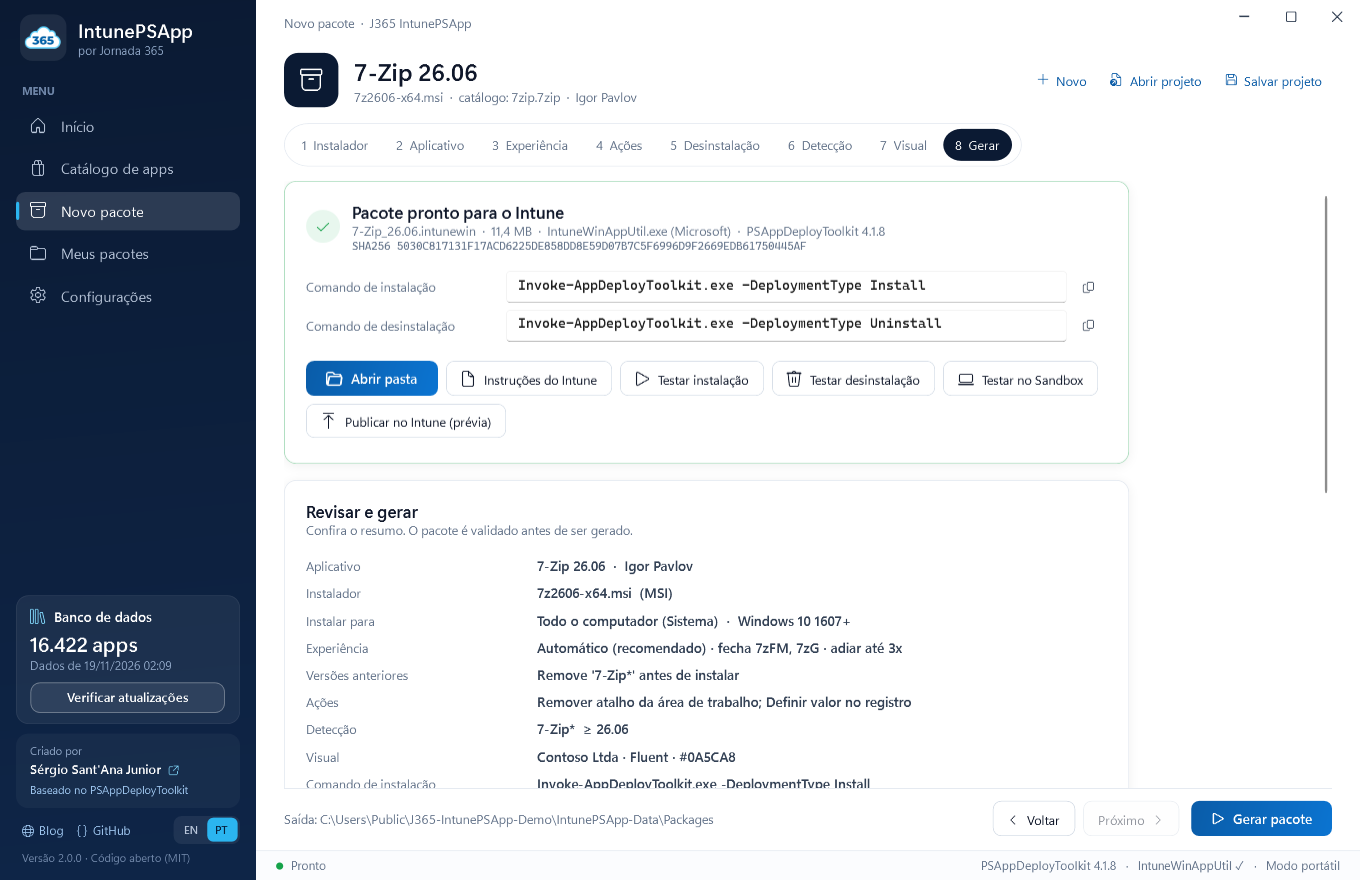 IntunePSApp
por Jornada 365
365
MENU
Início
Catálogo de apps
Novo pacote
Meus pacotes
Configurações
Banco de dados
16.422 apps
Dados de 19/11/2026 02:09
Verificar atualizações
Criado por
Sérgio Sant'Ana Junior
Baseado no PSAppDeployToolkit
Blog {} GitHub EN PT
Versão 2.0.0 · Código aberto (MIT)
Novo pacote · J365 IntunePSApp
7-Zip 26.06
7z2606-x64.msi · catálogo: 7zip.7zip · Igor Pavlov
Novo Abrir projeto Salvar projeto
1 Instalador 2 Aplicativo 3 Experiência 4 Ações 5 Desinstalação 6 Detecção 7 Visual 8 Gerar
Pacote pronto para o Intune
7-Zip_26.06.intunewin · 11,4 MB · IntuneWinAppUtil.exe (Microsoft) · PSAppDeployToolkit 4.1.8
SHA256 5030C817131F17ACD6225DE858DD8E59D07B7C5F6996D9F2669EDB61750445AF
Comando de instalação Invoke-AppDeployToolkit.exe -DeploymentType Install
Comando de desinstalação Invoke-AppDeployToolkit.exe -DeploymentType Uninstall
Abrir pasta Instruções do Intune Testar instalação Testar desinstalação Testar no Sandbox
Publicar no Intune (prévia)
Revisar e gerar
Confira o resumo. O pacote é validado antes de ser gerado.
Aplicativo 7-Zip 26.06 · Igor Pavlov
Instalador 7z2606-x64.msi (MSI)
Instalar para Todo o computador (Sistema) · Windows 10 1607+
Experiência Automático (recomendado) · fecha 7zFM, 7zG · adiar até 3x
Versões anteriores Remove '7-Zip*' antes de instalar
Ações Remover atalho da área de trabalho; Definir valor no registro
Detecção 7-Zip* ≥ 26.06
Visual Contoso Ltda · Fluent · #0A5CA8
Comando de instalação Invoke-AppDeployToolkit.exe -DeploymentType Install
Saída: C:\Users\Public\J365-IntunePSApp-Demo\IntunePSApp-Data\Packages
Voltar Próximo Gerar pacote
Pronto
PSAppDeployToolkit 4.1.8 · IntuneWinAppUtil ✓ · Modo portátil